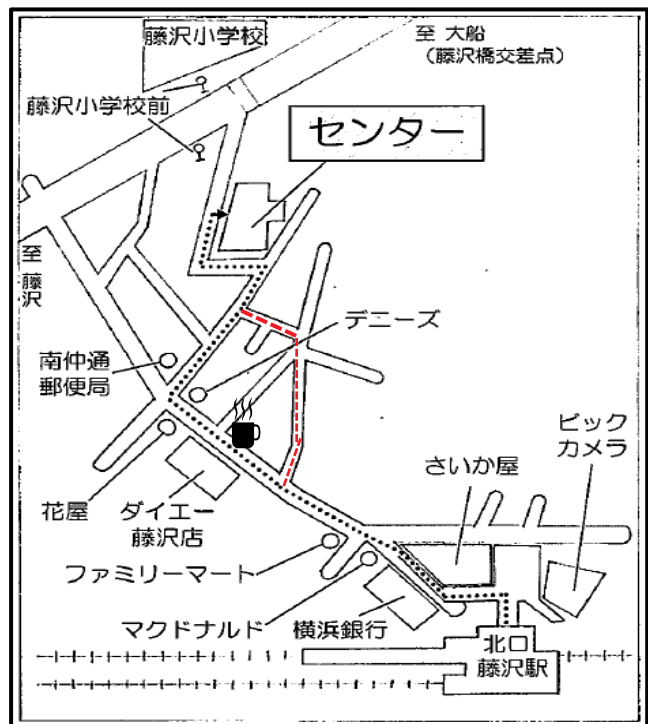 藤沢小学校
至 大船
（藤沢橋交差点）
藤沢小学校前
センター
至
藤沢
デニーズ
南仲通
郵便局
ビック
カメラ
さいか屋
花屋
ダイエー
藤沢店
ファミリーマート
マクドナルド
横浜銀行
北口
藤沢駅